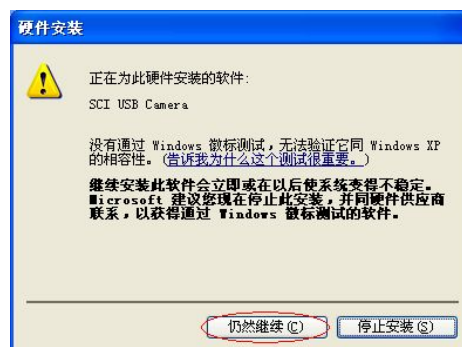 硬件安装
正在为此硬件安装的软件:
SCI USB Camera
没有通过 Windows 徽标测试，无法验证它同 Windows XP
的相容性。(告诉我为什么这个测试很重要。)
继续安装此软件会立即或在以后使系统变得不稳定。
Microsoft 建议您现在停止此安装，并同硬件供应商
联系，以获得通过 Windows 徽标测试的软件。
仍然继续(C)
停止安装(S)